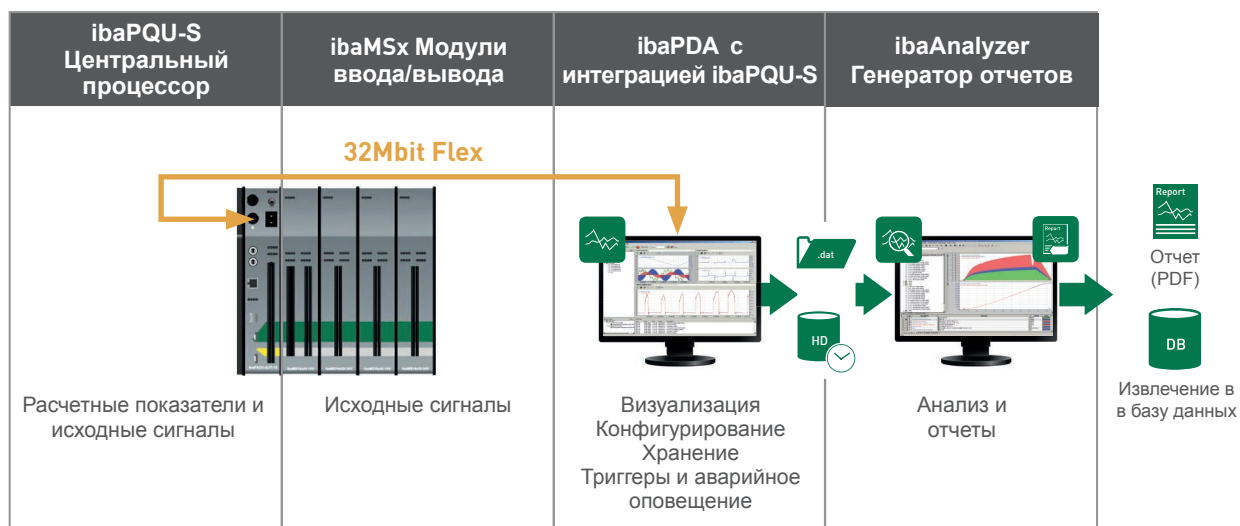 ibaPQU-S
Центральный
процессор
ibaMSx Модули
ввода/вывода
ibaPDA с
интеграцией ibaPQU-S
ibaAnalyzer
Генератор отчетов
32Mbit Flex
.dat
HD
Report
Report
Отчет
(PDF)
DB
Извлечение в
в базу данных
Расчетные показатели и
исходные сигналы
Исходные сигналы
Визуализация
Конфигурирование
Хранение
Триггеры и аварийное
оповещение
Анализ и
отчеты